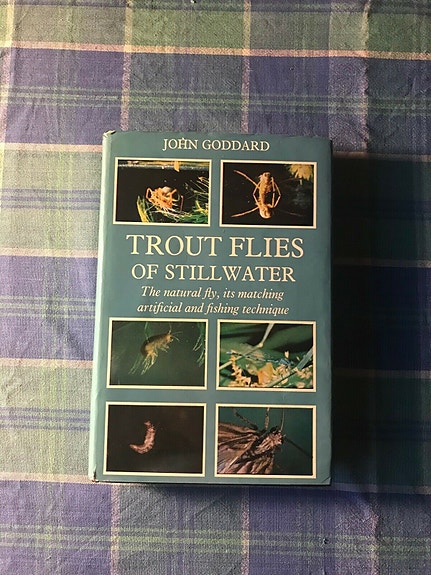 JOHN GODDARD
TROUT FLIES
OF STILLWATER
The natural fly, its matching
artificial and fishing technique